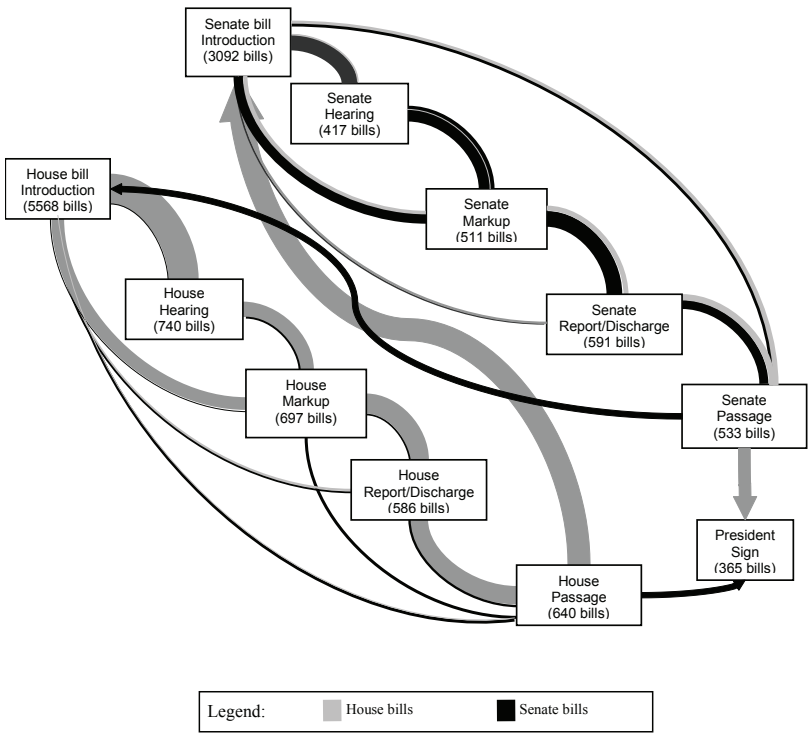 Senate bill
Introduction
(3092 bills)
Senate
Hearing
(417 bills)
House bill
Introduction
(5568 bills)
Senate
Markup
(511 bills)
House
Hearing
(740 bills)
Senate
Report/Discharge
(591 bills)
House
Markup
(697 bills)
Senate
Passage
(533 bills)
House
Report/Discharge
(586 bills)
President
Sign
(365 bills)
House
Passage
(640 bills)
Legend: House bills Senate bills